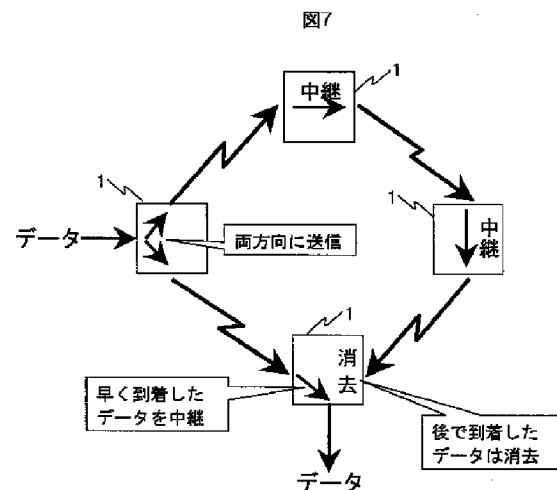 図7
1
中継
1
データ
両方向に送信
1
中継
1
消去
早く到着した
データを中継
後で到着した
データは消去
データ